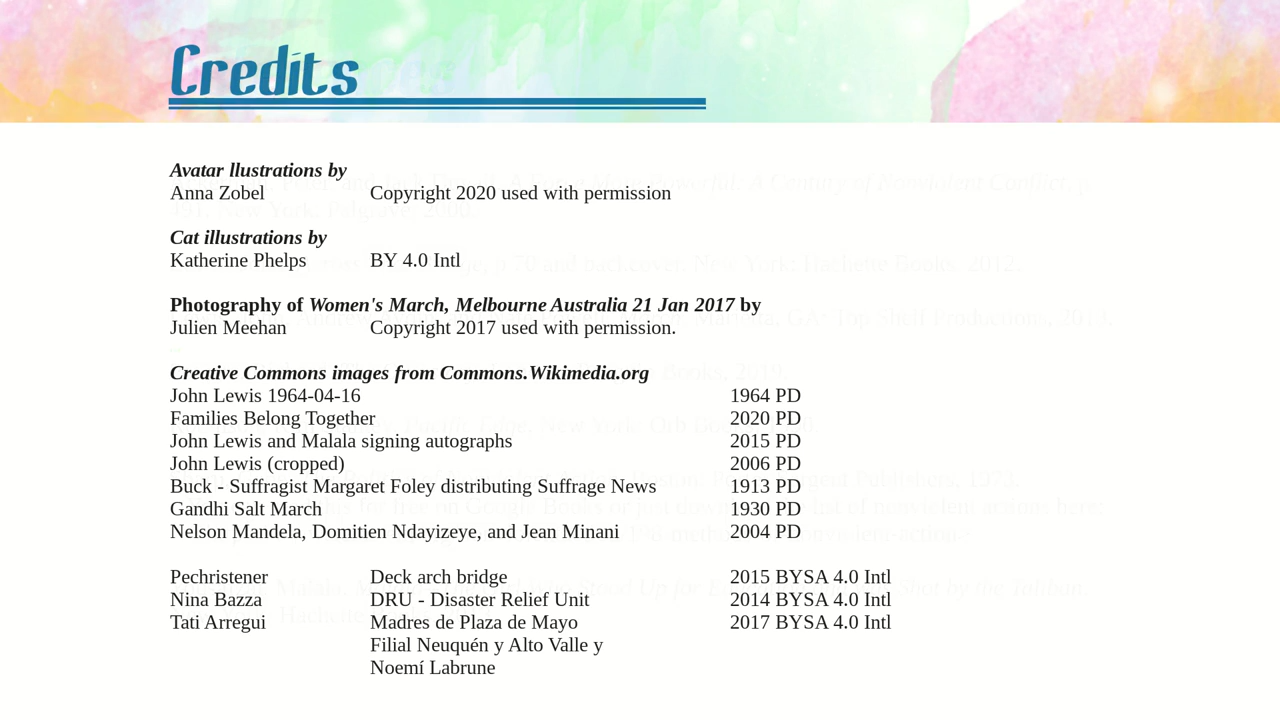 Credits
Avatar llustrations by
Anna Zobel Copyright 2020 used with permission
Cat illustrations by
Katherine Phelps BY 4.0 Intl
Photography of Women's March, Melbourne Australia 21 Jan 2017 by
Julien Meehan Copyright 2017 used with permission.
Creative Commons images from Commons.Wikimedia.org
John Lewis 1964-04-16 1964 PD
Families Belong Together 2020 PD
John Lewis and Malala signing autographs 2015 PD
John Lewis (cropped) 2006 PD
Buck - Suffragist Margaret Foley distributing Suffrage News 1913 PD
Gandhi Salt March 1930 PD
Nelson Mandela, Domitien Ndayizeye, and Jean Minani 2004 PD
Pechristener Deck arch bridge 2015 BYSA 4.0 Intl
Nina Bazza DRU - Disaster Relief Unit 2014 BYSA 4.0 Intl
Tati Arregui Madres de Plaza de Mayo 2017 BYSA 4.0 Intl
Filial Neuquén y Alto Valle y
Noemí Labrune